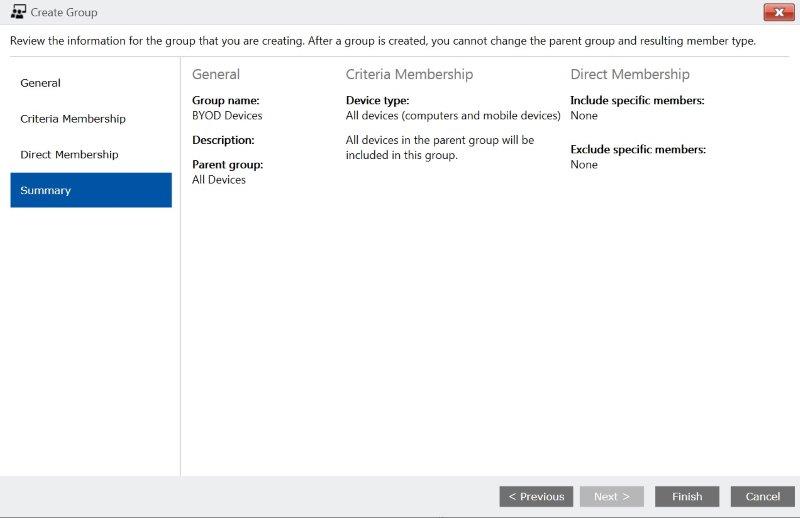 Create Group
Review the information for the group that you are creating. After a group is created, you cannot change the parent group and resulting member type.
General
Criteria Membership
Direct Membership
Summary
General
Group name:
BYOD Devices
Description:
Parent group:
All Devices
Criteria Membership
Device type:
All devices (computers and mobile devices)
All devices in the parent group will be
included in this group.
Direct Membership
Include specific members:
None
Exclude specific members:
None
< Previous
Next >
Finish
Cancel